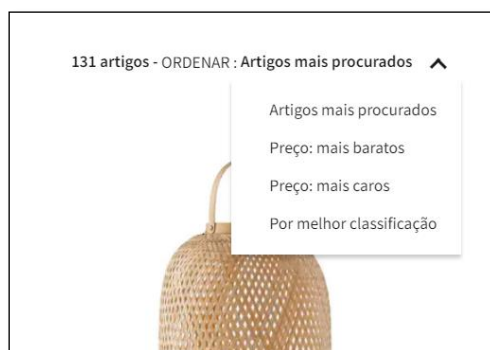 131 artigos - ORDENAR : Artigos mais procurados
Artigos mais procurados
Preço: mais baratos
Preço: mais caros
Por melhor classificação